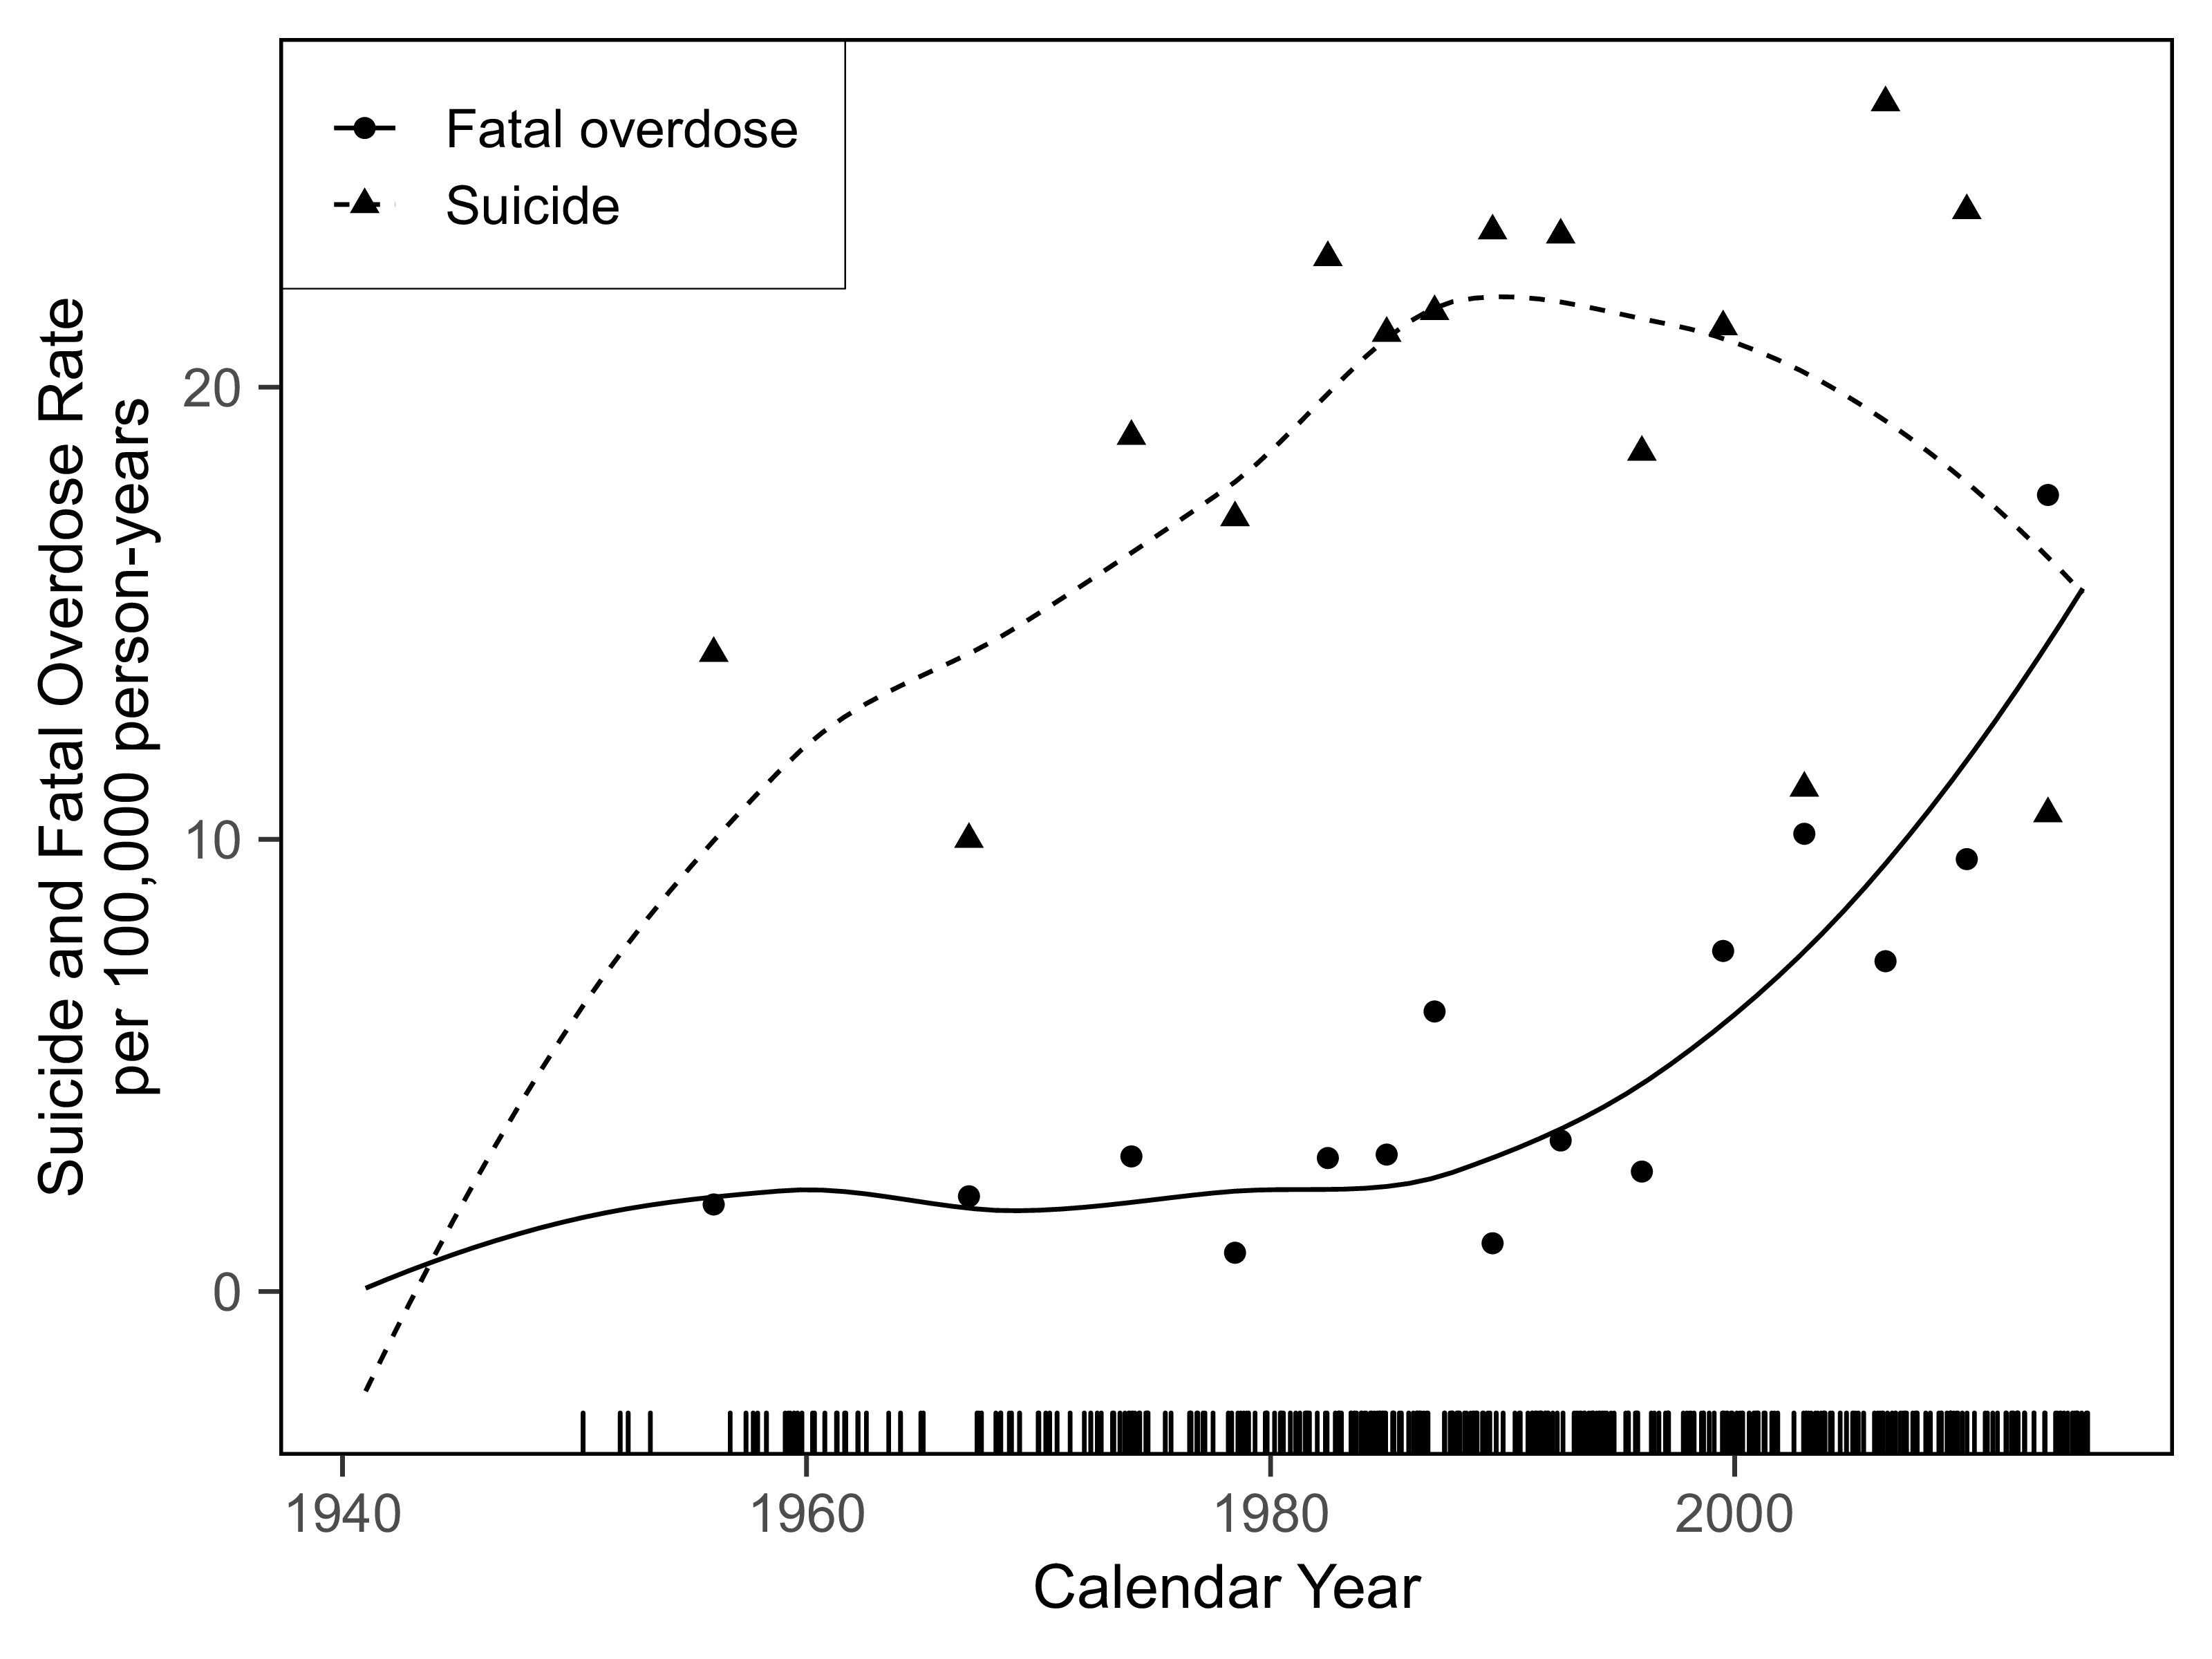 Fatal overdose
Suicide
Suicide and Fatal Overdose Rate
per 100,000 person-years
20
10
0
1940 1960 1980 2000
Calendar Year